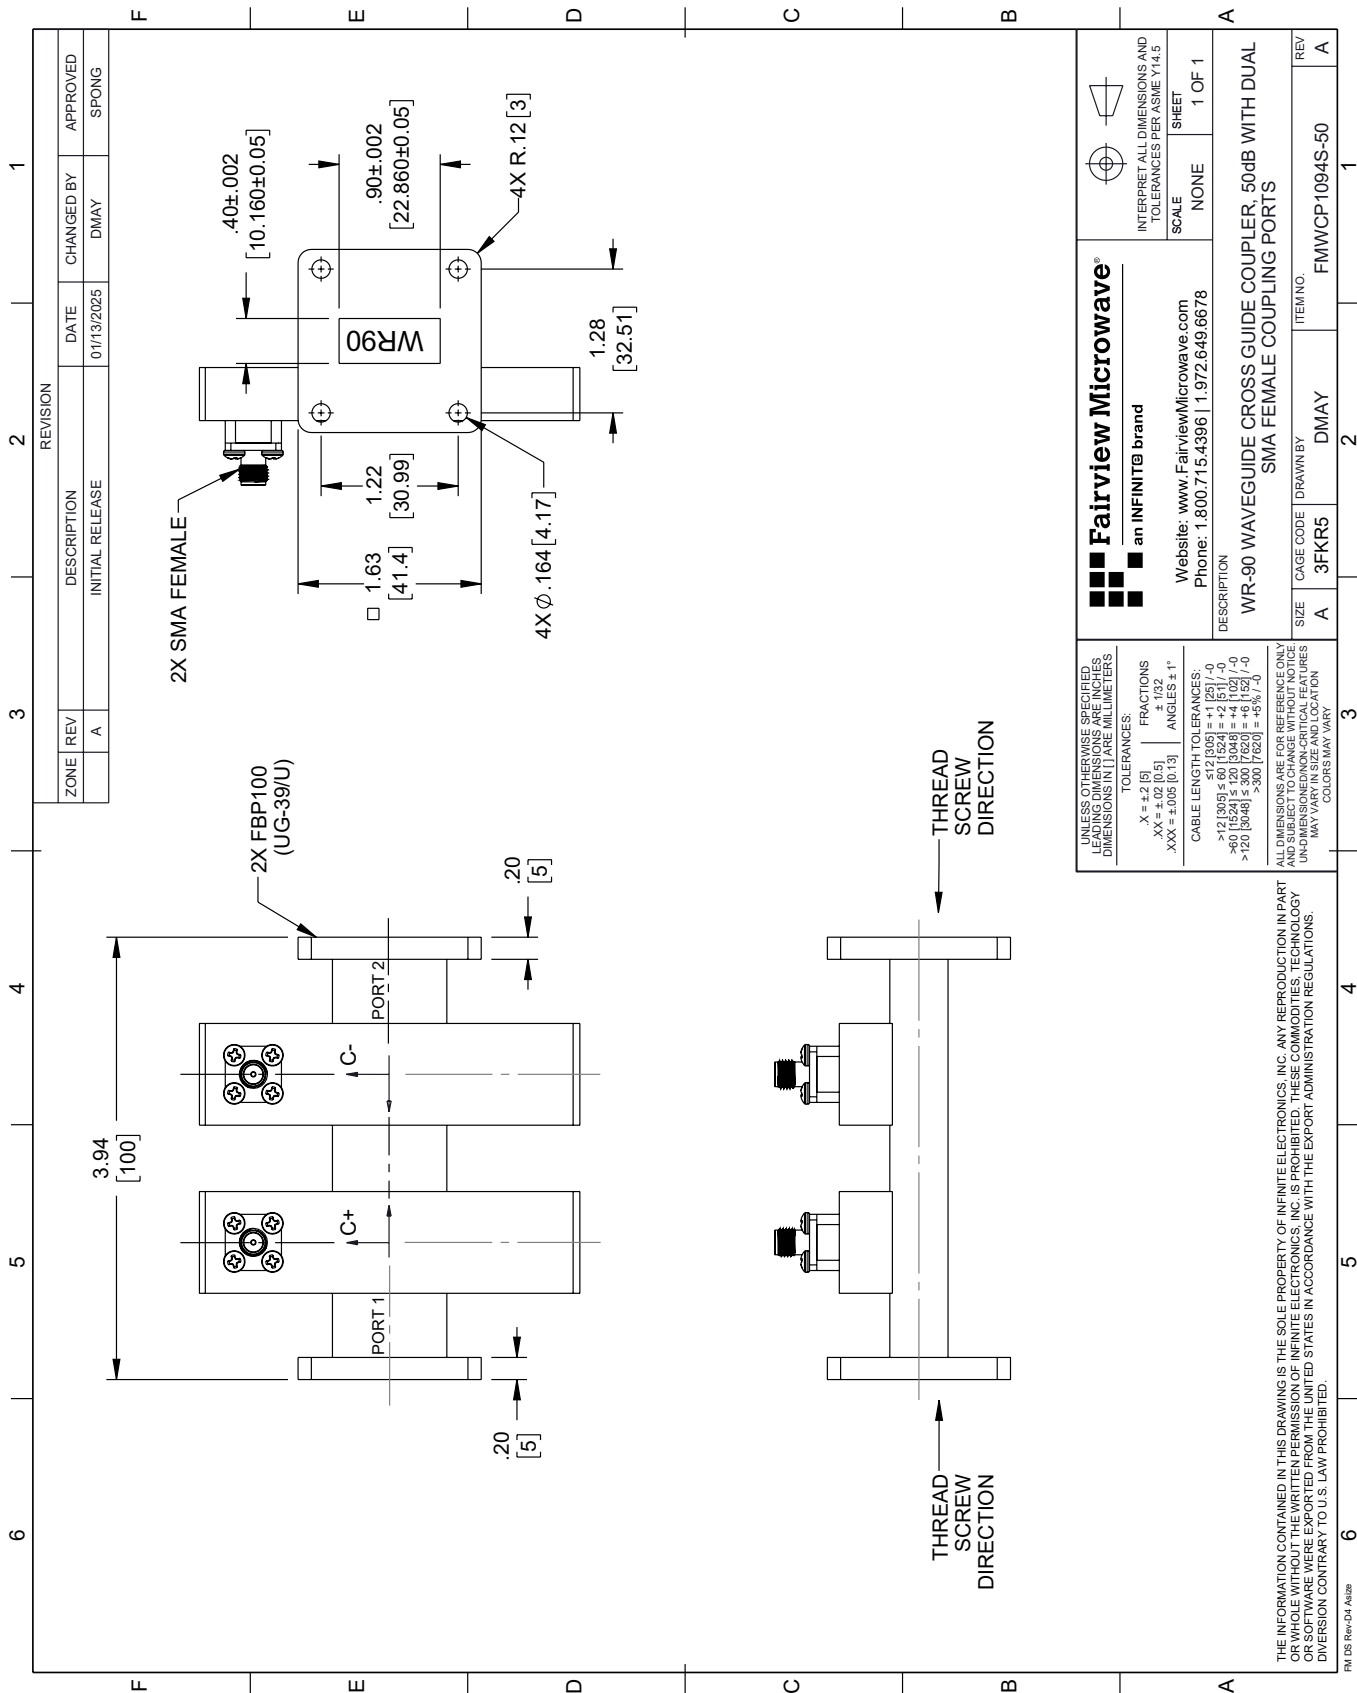 REVISION
ZONE REV DESCRIPTION DATE CHANGED BY APPROVED
A INITIAL RELEASE 01/13/2025 DMAY SPONG
6 5 4 3 2 1
F
E
D
C
B
A
3.94
[100]
.20
[5]
.20
[5]
PORT 1
C+
C-
PORT 2
2X FBP100
(UG-39/U)
2X SMA FEMALE
□ 1.63
[41.4]
1.22
[30.99]
4X Ø.164 [4.17]
WR90
.40±.002
[10.160±0.05]
.90±.002
[22.860±0.05]
4X R.12 [3]
1.28
[32.51]
THREAD
SCREW
DIRECTION
THREAD
SCREW
DIRECTION
THE INFORMATION CONTAINED IN THIS DRAWING IS THE SOLE PROPERTY OF INFINITE ELECTRONICS, INC. ANY REPRODUCTION IN PART
OR WHOLE WITHOUT THE WRITTEN PERMISSION OF INFINITE ELECTRONICS, INC. IS PROHIBITED. THESE COMMODITIES, TECHNOLOGY
OR SOFTWARE WERE EXPORTED FROM THE UNITED STATES IN ACCORDANCE WITH THE EXPORT ADMINISTRATION REGULATIONS.
DIVERSION CONTRARY TO U.S. LAW PROHIBITED.
UNLESS OTHERWISE SPECIFIED
LEADING DIMENSIONS ARE INCHES
DIMENSIONS IN [ ] ARE MILLIMETERS
TOLERANCES:
.X = ±.2 [5]
.XX = ±.02 [0.5]
.XXX = ±.005 [0.13]
FRACTIONS
± 1/32
ANGLES ± 1°
CABLE LENGTH TOLERANCES:
≤12 [305] = +1 [25] / -0
>12 [305] ≤ 60 [1524] = +2 [51] / -0
>60 [1524] ≤ 120 [3048] = +4 [102] / -0
>120 [3048] ≤ 300 [7620] = +6 [152] / -0
>300 [7620] = +5% / -0
ALL DIMENSIONS ARE FOR REFERENCE ONLY
AND SUBJECT TO CHANGE WITHOUT NOTICE.
UN-DIMENSIONED/NON-CRITICAL FEATURES
MAY VARY IN SIZE AND LOCATION
COLORS MAY VARY
Fairview Microwave®
an INFINIT@ brand
Website: www.FairviewMicrowave.com
Phone: 1.800.715.4396 | 1.972.649.6678
INTERPRET ALL DIMENSIONS AND
TOLERANCES PER ASME Y14.5
SCALE NONE
SHEET 1 OF 1
DESCRIPTION
WR-90 WAVEGUIDE CROSS GUIDE COUPLER, 50dB WITH DUAL
SMA FEMALE COUPLING PORTS
SIZE A
CAGE CODE 3FKR5
DRAWN BY DMAY
ITEM NO. FMWCP1094S-50
REV A
6 5 4 3 2 1
F
E
D
C
B
A
FM DS Rev-D4 Asize